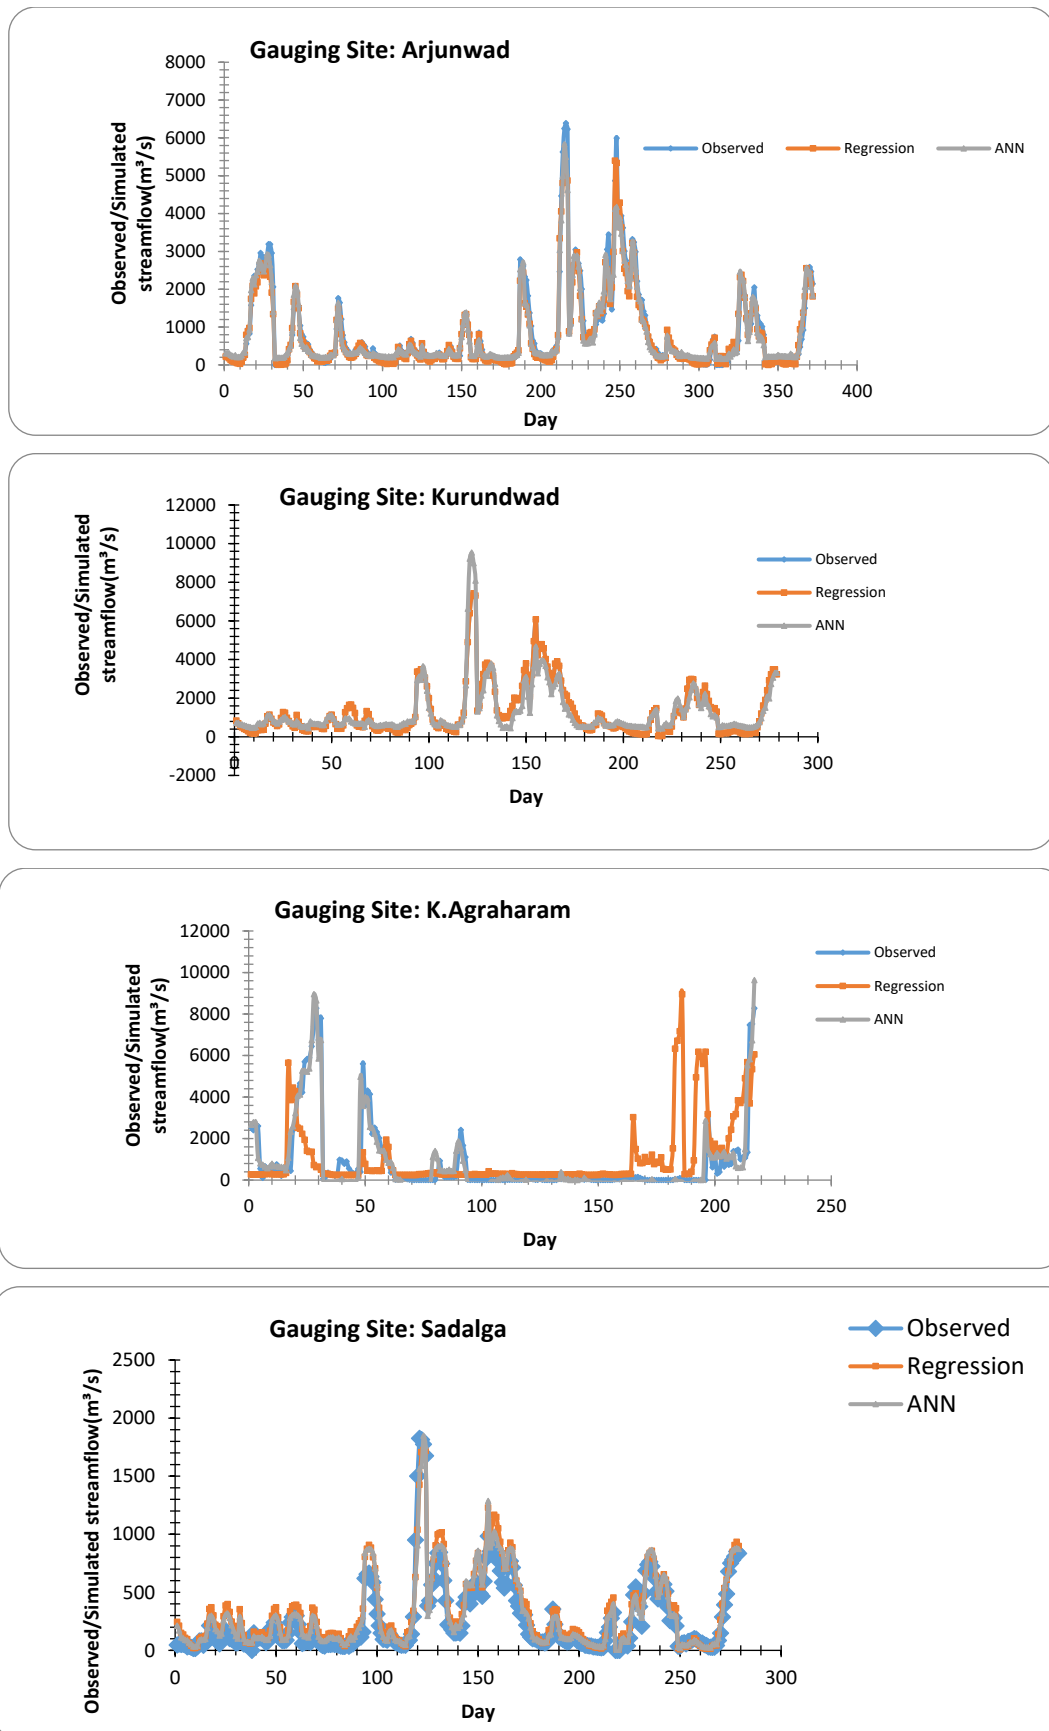 Gauging Site: Arjunwad
Observed/Simulated
streamflow(m³/s)
8000
7000
6000
5000
4000
3000
2000
1000
0
0 50 100 150 200 250 300 350 400
Day
Observed Regression ANN
Gauging Site: Kurundwad
Observed/Simulated
streamflow(m³/s)
12000
10000
8000
6000
4000
2000
0
-2000
0 50 100 150 200 250 300
Day
Observed
Regression
ANN
Gauging Site: K.Agraharam
Observed/Simulated
streamflow(m³/s)
12000
10000
8000
6000
4000
2000
0
0 50 100 150 200 250
Day
Observed
Regression
ANN
Gauging Site: Sadalga
Observed/Simulated streamflow(m³/s)
2500
2000
1500
1000
500
0
0 50 100 150 200 250 300
Day
Observed
Regression
ANN